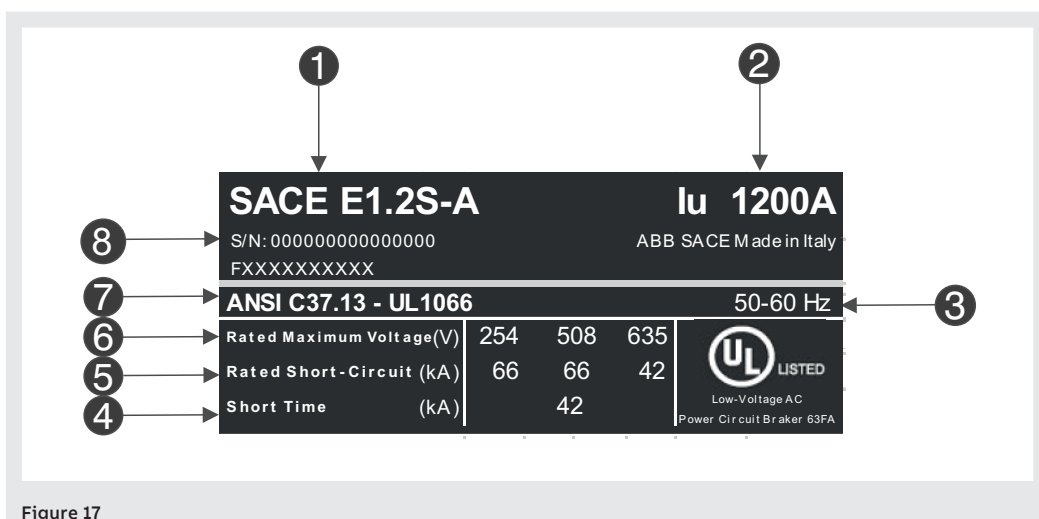 1 2
SACE E1.2S-A Iu 1200A
8 S/N: 000000000000000 ABB SACE Made in Italy
FXXXXXXXXXX
7 ANSI C37.13 - UL1066 50-60 Hz 3
6 Rated Maximum Voltage(V) 254 508 635
5 Rated Short-Circuit (kA) 66 66 42
4 Short Time (kA) 42
UL LISTED
Low-Voltage AC
Power Circuit Braker 63FA
Figure 17